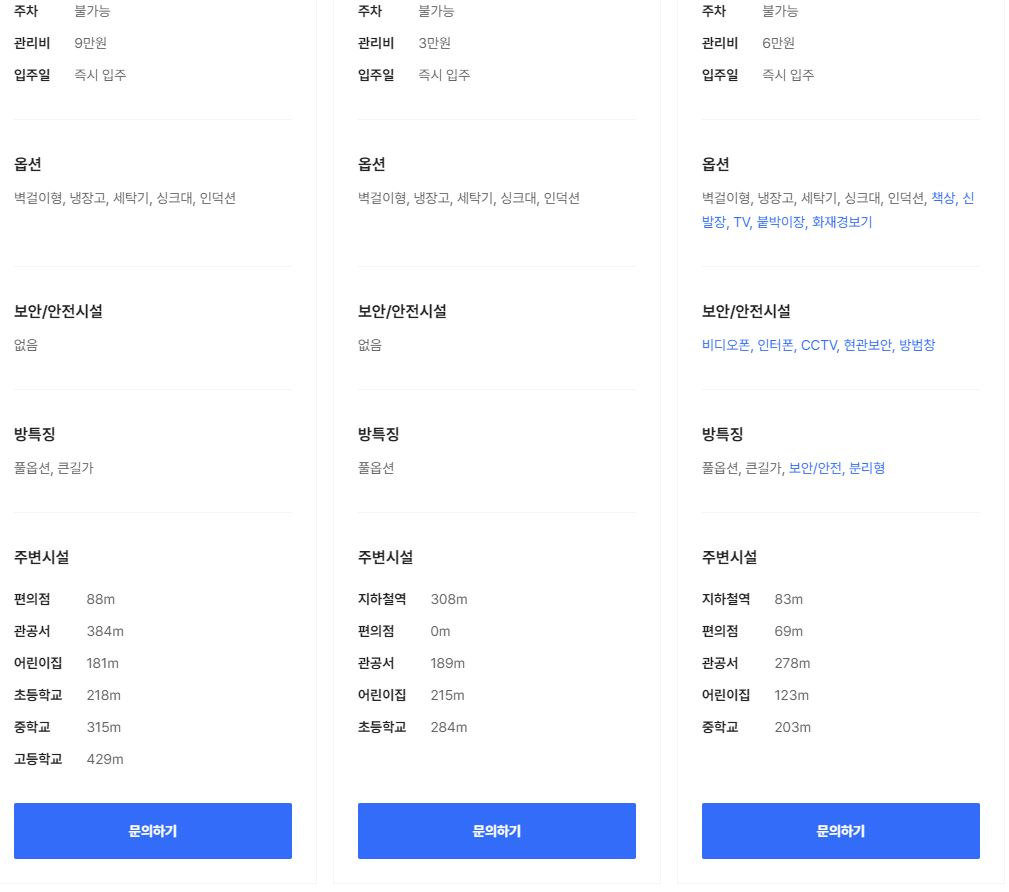 주차 불가능
관리비 9만원
입주일 즉시 입주
옵션
벽걸이형, 냉장고, 세탁기, 싱크대, 인덕션
보안/안전시설
없음
방특징
풀옵션, 큰길가
주변시설
편의점 88m
관공서 384m
어린이집 181m
초등학교 218m
중학교 315m
고등학교 429m
문의하기
주차 불가능
관리비 3만원
입주일 즉시 입주
옵션
벽걸이형, 냉장고, 세탁기, 싱크대, 인덕션
보안/안전시설
없음
방특징
풀옵션
주변시설
지하철역 308m
편의점 0m
관공서 189m
어린이집 215m
초등학교 284m
문의하기
주차 불가능
관리비 6만원
입주일 즉시 입주
옵션
벽걸이형, 냉장고, 세탁기, 싱크대, 인덕션, 책상, 신
발장, TV, 붙박이장, 화재경보기
보안/안전시설
비디오폰, 인터폰, CCTV, 현관보안, 방범창
방특징
풀옵션, 큰길가, 보안/안전, 분리형
주변시설
지하철역 83m
편의점 69m
관공서 278m
어린이집 123m
중학교 203m
문의하기